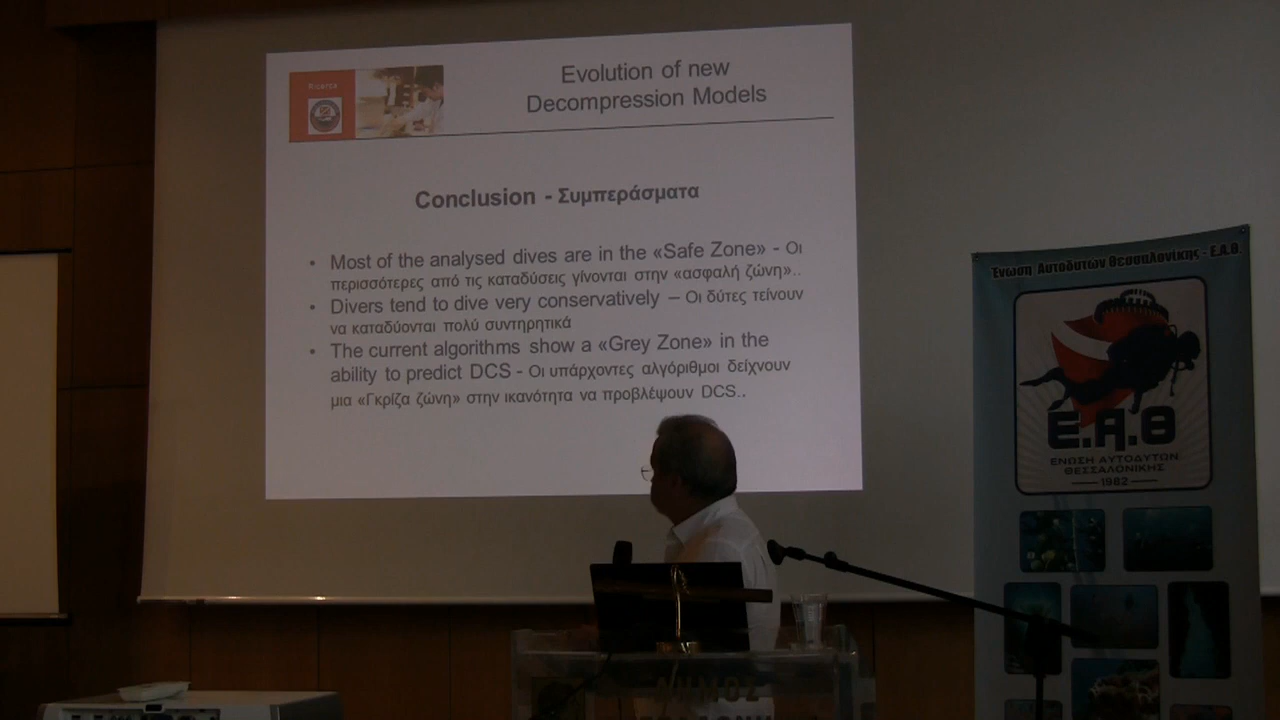 Ricerca
Evolution of new
Decompression Models
Conclusion - Συμπεράσματα
• Most of the analysed dives are in the «Safe Zone» - Οι
περισσότερες από τις καταδύσεις γίνονται στην «ασφαλή ζώνη»..
• Divers tend to dive very conservatively – Οι δύτες τείνουν
να καταδύονται πολύ συντηρητικά
• The current algorithms show a «Grey Zone» in the
ability to predict DCS - Οι υπάρχοντες αλγόριθμοι δείχνουν
μια «Γκρίζα ζώνη» στην ικανότητα να προβλέψουν DCS..
Ένωση Αυτοδυτών Θεσσαλονίκης - Ε.Α.Θ.
Ε.Α.Θ
ΕΝΩΣΗ ΑΥΤΟΔΥΤΩΝ
ΘΕΣΣΑΛΟΝΙΚΗΣ
1982
ΔΗΜΟΣ